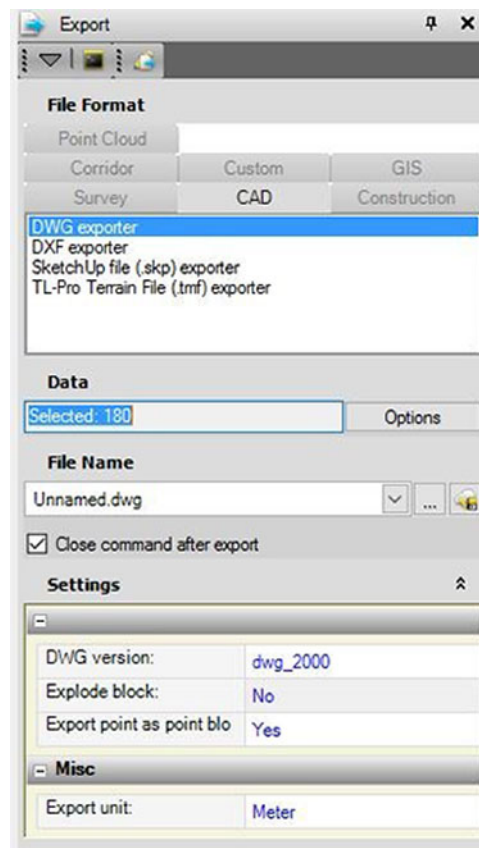 Export
File Format
Point Cloud
Corridor Custom GIS
Survey CAD Construction
DWG exporter
DXF exporter
SketchUp file (.skp) exporter
TL-Pro Terrain File (.tmf) exporter
Data
Selected: 180 Options
File Name
Unnamed.dwg ...
Close command after export
Settings
DWG version: dwg_2000
Explode block: No
Export point as point blo Yes
Misc
Export unit: Meter